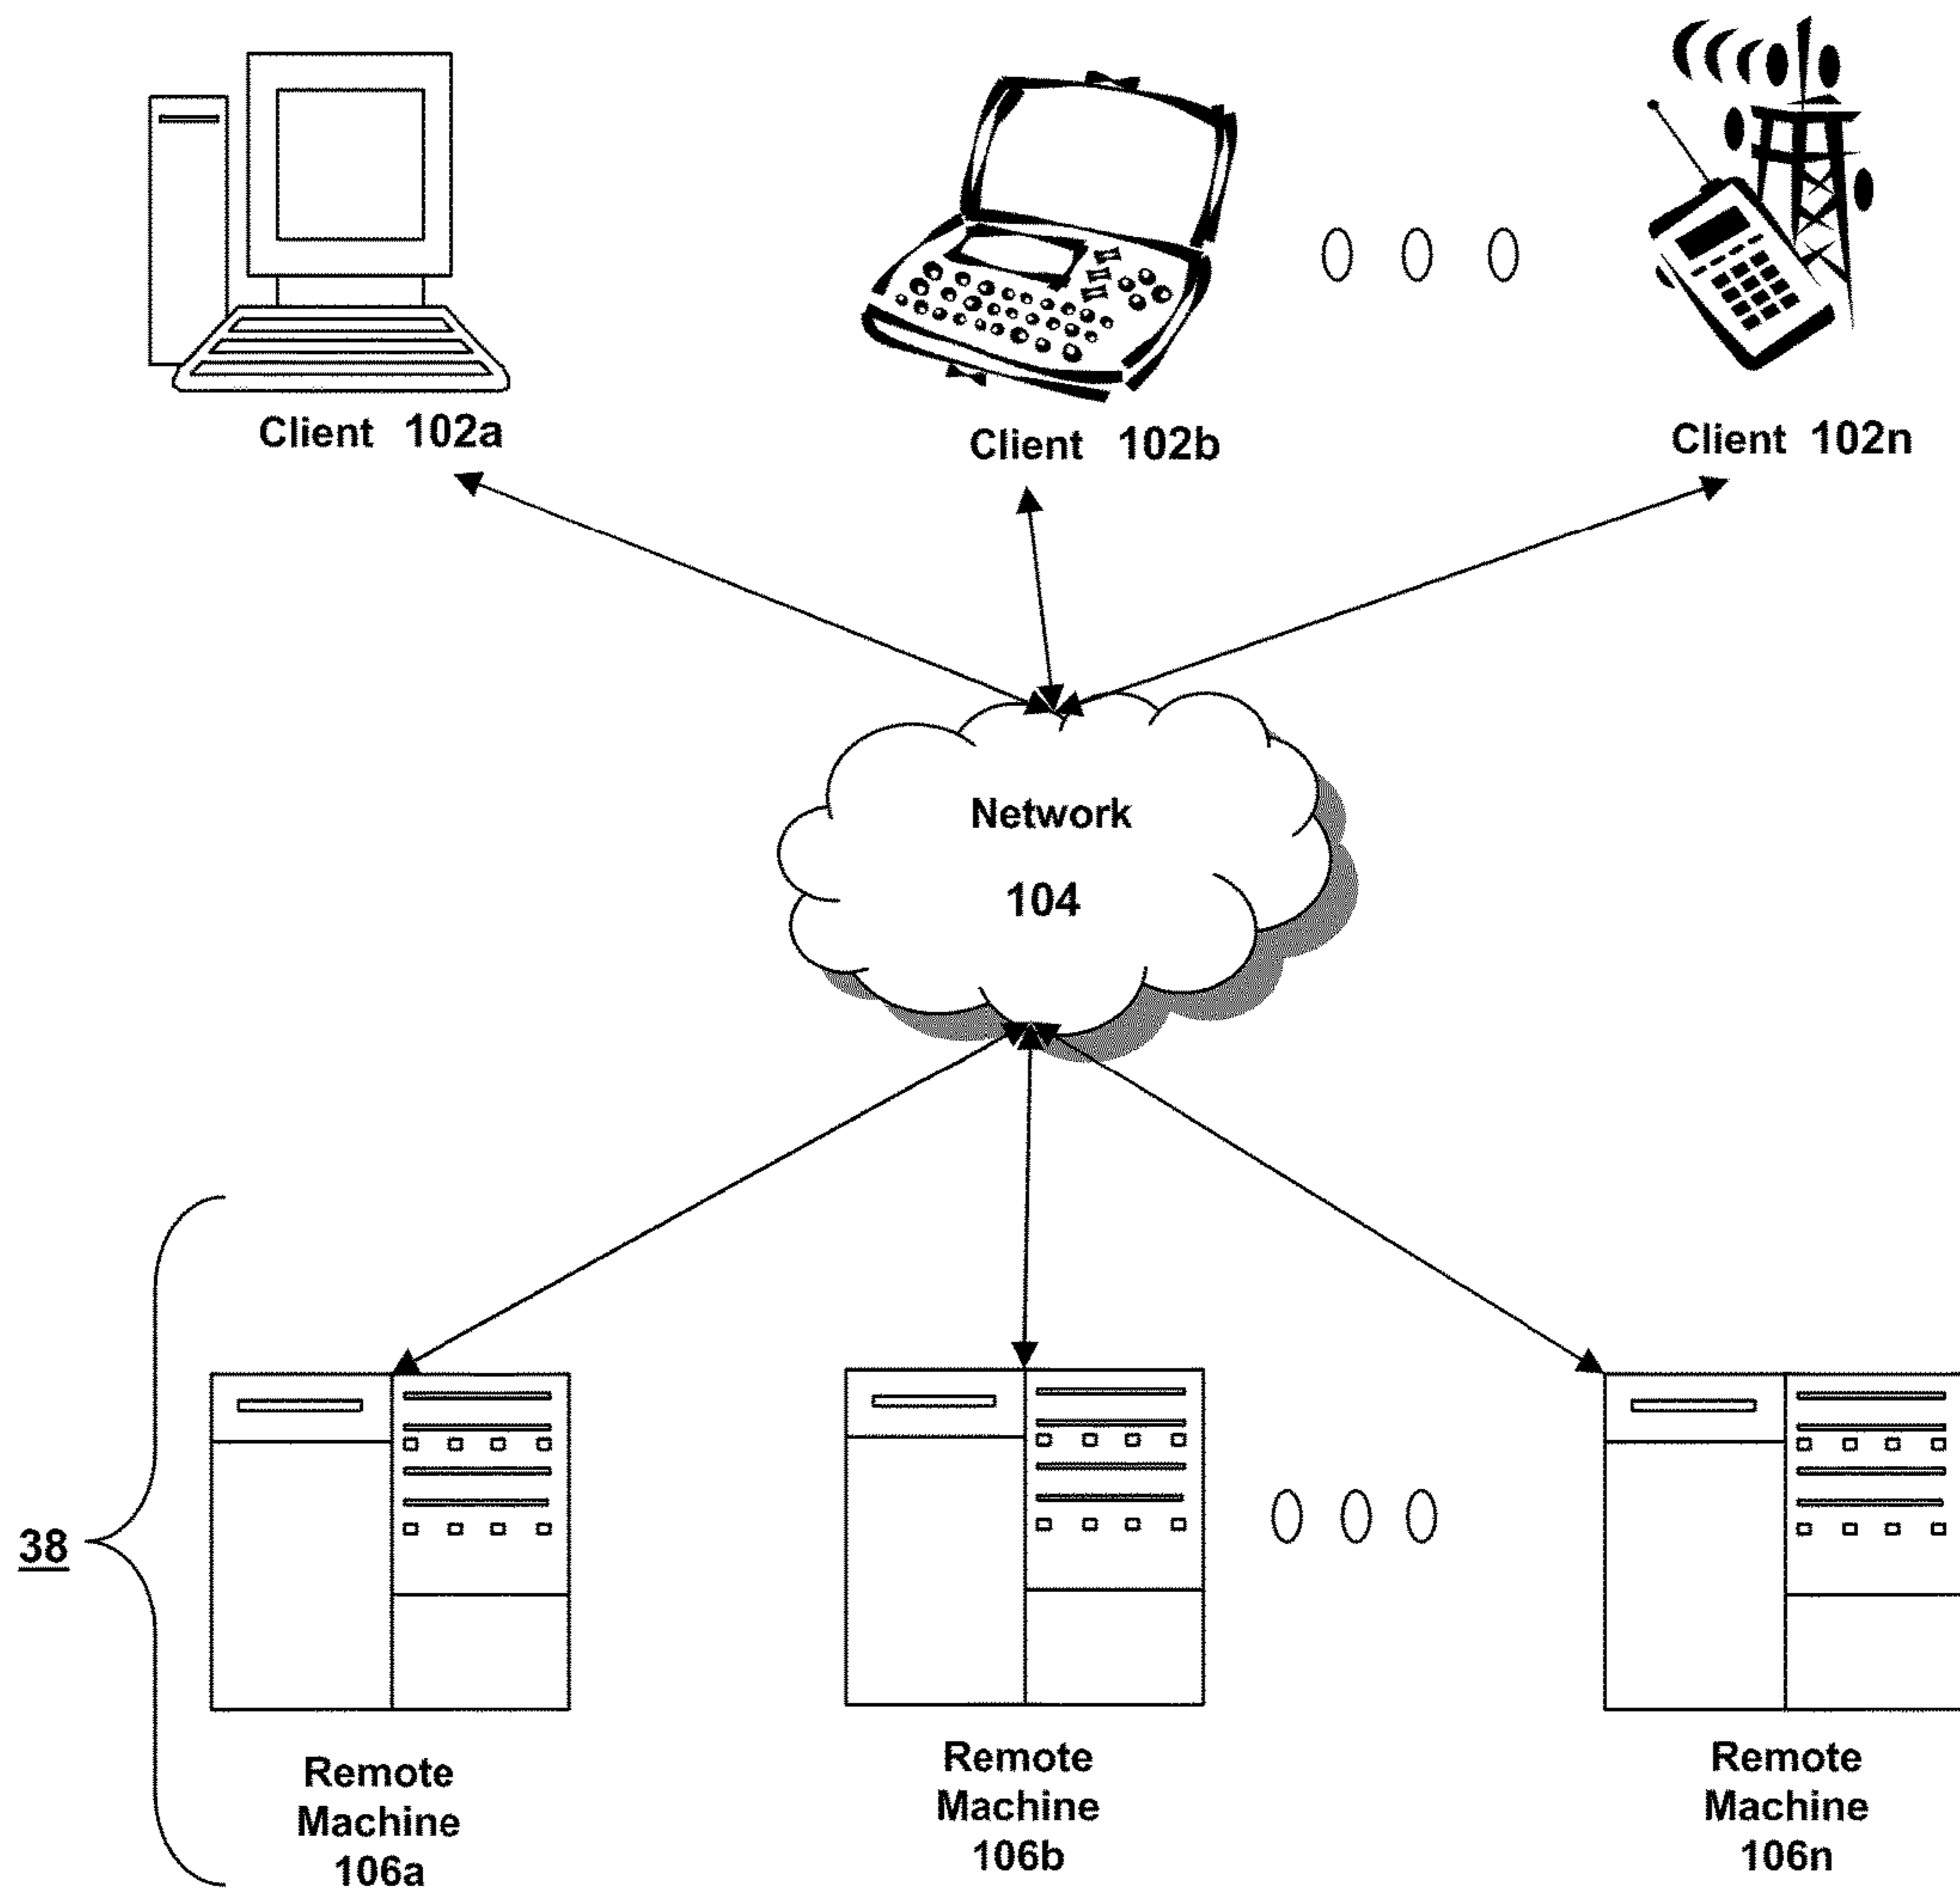 Client 102a
Client 102b
Client 102n
Network
104
38
Remote
Machine
106a
Remote
Machine
106b
Remote
Machine
106n